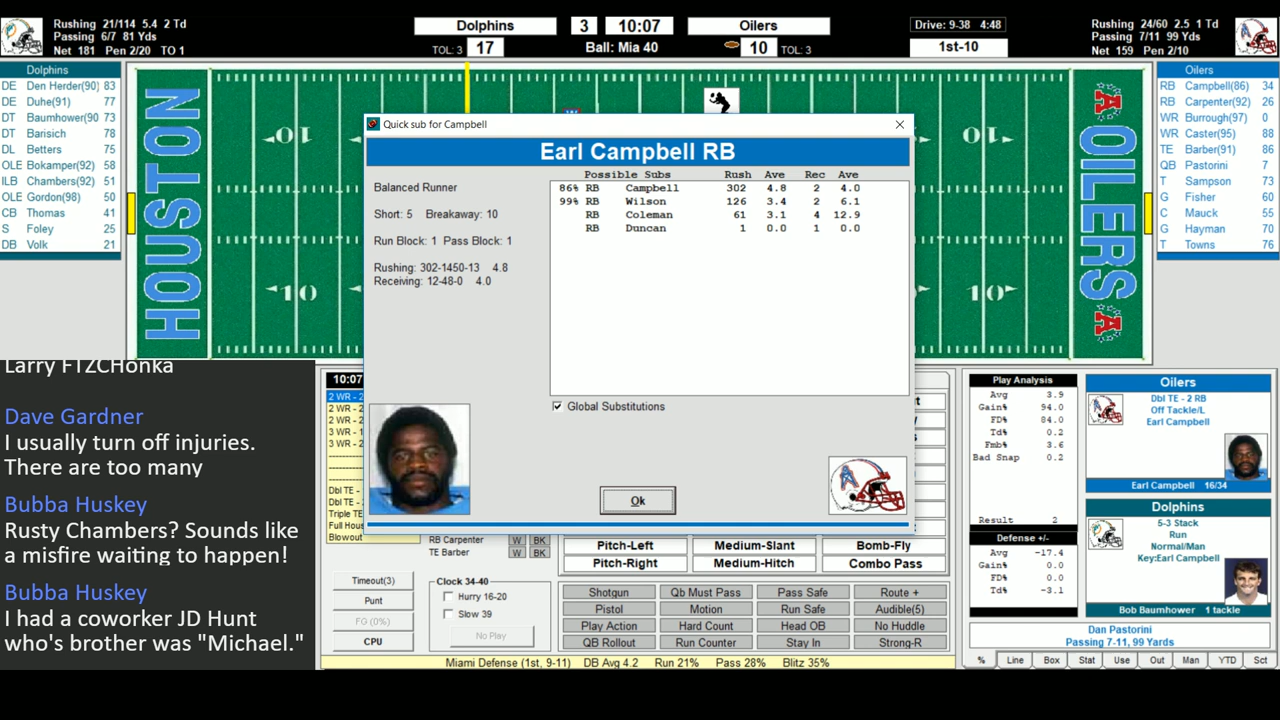 Rushing 21/114 5.4 2 Td
Passing 6/7 81 Yds
Net 181 Pen 2/20 TO 1
Dolphins
3
10:07
Oilers
TOL: 3
17
Ball: Mia 40
10
TOL: 3
Drive: 9-38 4:48
1st-10
Rushing 24/60 2.5 1 Td
Passing 7/11 99 Yds
Net 159 Pen 2/10
Dolphins
DE Den Herder(90) 83
DE Duhe(91) 77
DT Baumhower(90 73
DT Barisich 78
DL Betters 75
OLE Bokamper(92) 58
ILB Chambers(92) 51
OLE Gordon(98) 50
CB Thomas 41
S Foley 25
DB Volk 21
Oilers
RB Campbell(86) 34
RB Carpenter(92) 26
WR Burrough(97) 0
WR Caster(95) 88
TE Barber(91) 86
QB Pastorini 7
T Sampson 73
G Fisher 60
C Mauck 55
G Hayman 70
T Towns 76
HOUSTON
A OILERS A
10
10
10
10
Quick sub for Campbell
Earl Campbell RB
Balanced Runner
Short: 5 Breakaway: 10
Run Block: 1 Pass Block: 1
Rushing: 302-1450-13 4.8
Receiving: 12-48-0 4.0
Possible Subs Rush Ave Rec Ave
86% RB Campbell 302 4.8 2 4.0
99% RB Wilson 126 3.4 2 6.1
RB Coleman 61 3.1 4 12.9
RB Duncan 1 0.0 1 0.0
Global Substitutions
Ok
Larry FTZCHonka
Dave Gardner
I usually turn off injuries.
There are too many
Bubba Huskey
Rusty Chambers? Sounds like
a misfire waiting to happen!
Bubba Huskey
I had a coworker JD Hunt
who's brother was "Michael."
10:07
2 WR - 2
2 WR - 2
2 WR - 2
3 WR - 1
3 WR - 2
Dbl TE -
Dbl TE -
Triple TE
Full Hous
Blowout
RB Carpenter W BK
TE Barber W BK
Timeout(3)
Punt
FG (0%)
CPU
Clock 34-40
Hurry 16-20
Slow 39
No Play
Pitch-Left Medium-Slant Bomb-Fly
Pitch-Right Medium-Hitch Combo Pass
Shotgun Qb Must Pass Pass Safe Route +
Pistol Motion Run Safe Audible(5)
Play Action Hard Count Head OB No Huddle
QB Rollout Run Counter Stay In Strong-R
Miami Defense (1st, 9-11) DB Avg 4.2 Run 21% Pass 28% Blitz 35%
Play Analysis
Avg 3.9
Gain% 94.0
FD% 84.0
Td% 0.2
Fmb% 3.6
Bad Snap 0.2
Result 2
Defense +/-
Avg -17.4
Gain% 0.0
FD% 0.0
Td% -3.1
Oilers
Dbl TE - 2 RB
Off Tackle/L
Earl Campbell
Earl Campbell 16/34
Dolphins
5-3 Stack
Run
Normal/Man
Key:Earl Campbell
Bob Baumhower 1 tackle
Dan Pastorini
Passing 7-11, 99 Yards
% Line Box Stat Use Out Man YTD Sct